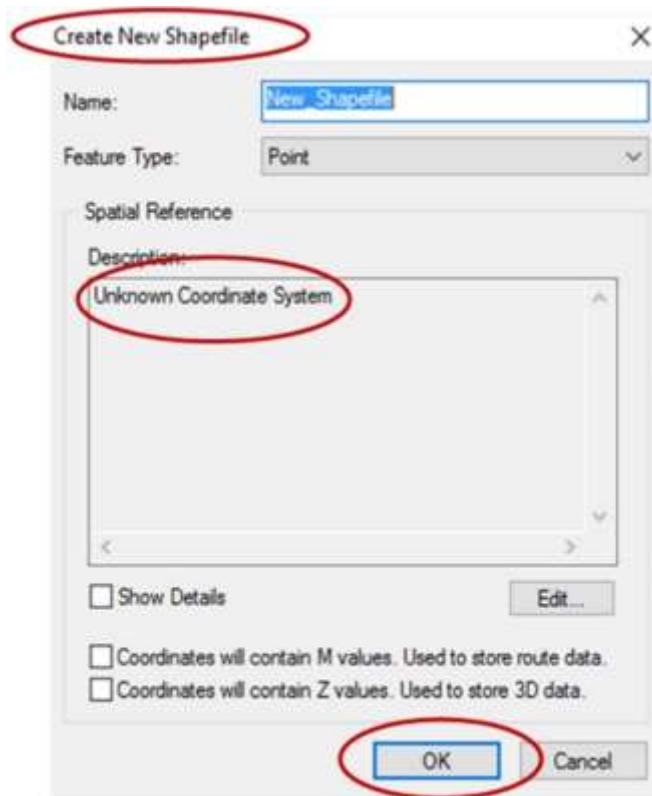 Create New Shapefile
Name:
New_Shapefile
Feature Type:
Point
Spatial Reference
Description:
Unknown Coordinate System
Show Details
Edit...
Coordinates will contain M values. Used to store route data.
Coordinates will contain Z values. Used to store 3D data.
OK
Cancel